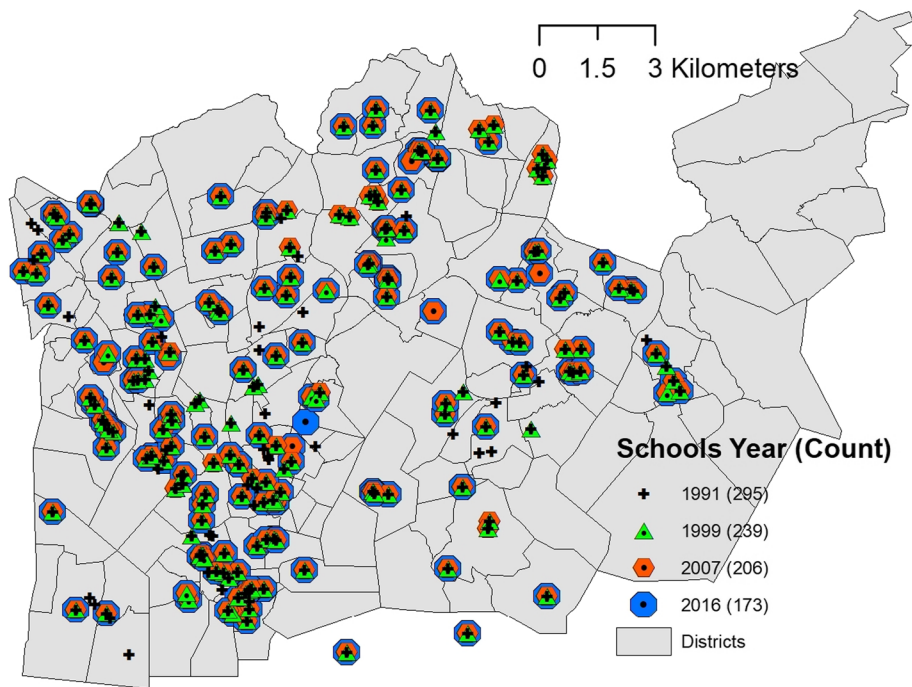 0 1.5 3 Kilometers
Schools Year (Count)
1991 (295)
1999 (239)
2007 (206)
2016 (173)
Districts